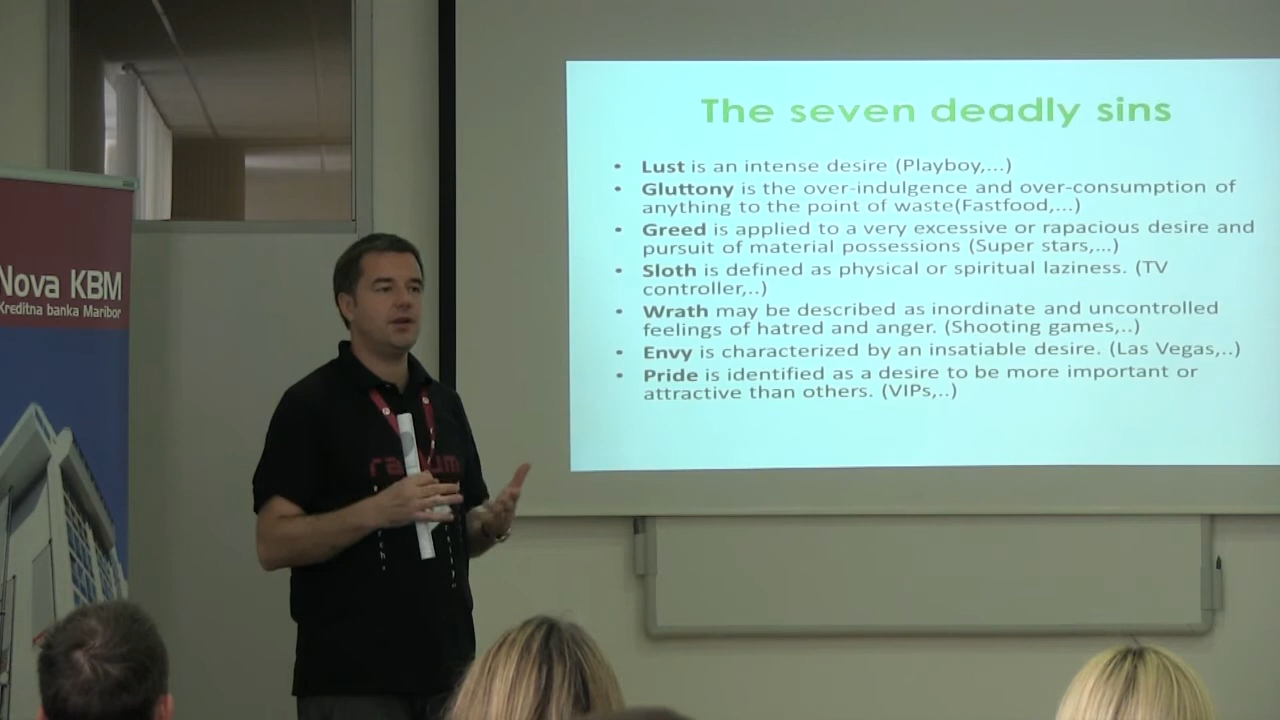 The seven deadly sins
• Lust is an intense desire (Playboy,...)
• Gluttony is the over-indulgence and over-consumption of
anything to the point of waste(Fastfood,...)
• Greed is applied to a very excessive or rapacious desire and
pursuit of material possessions (Super stars,...)
• Sloth is defined as physical or spiritual laziness. (TV
controller,..)
• Wrath may be described as inordinate and uncontrolled
feelings of hatred and anger. (Shooting games,..)
• Envy is characterized by an insatiable desire. (Las Vegas,..)
• Pride is identified as a desire to be more important or
attractive than others. (VIPs,..)
Nova KBM
Kreditna banka Maribor